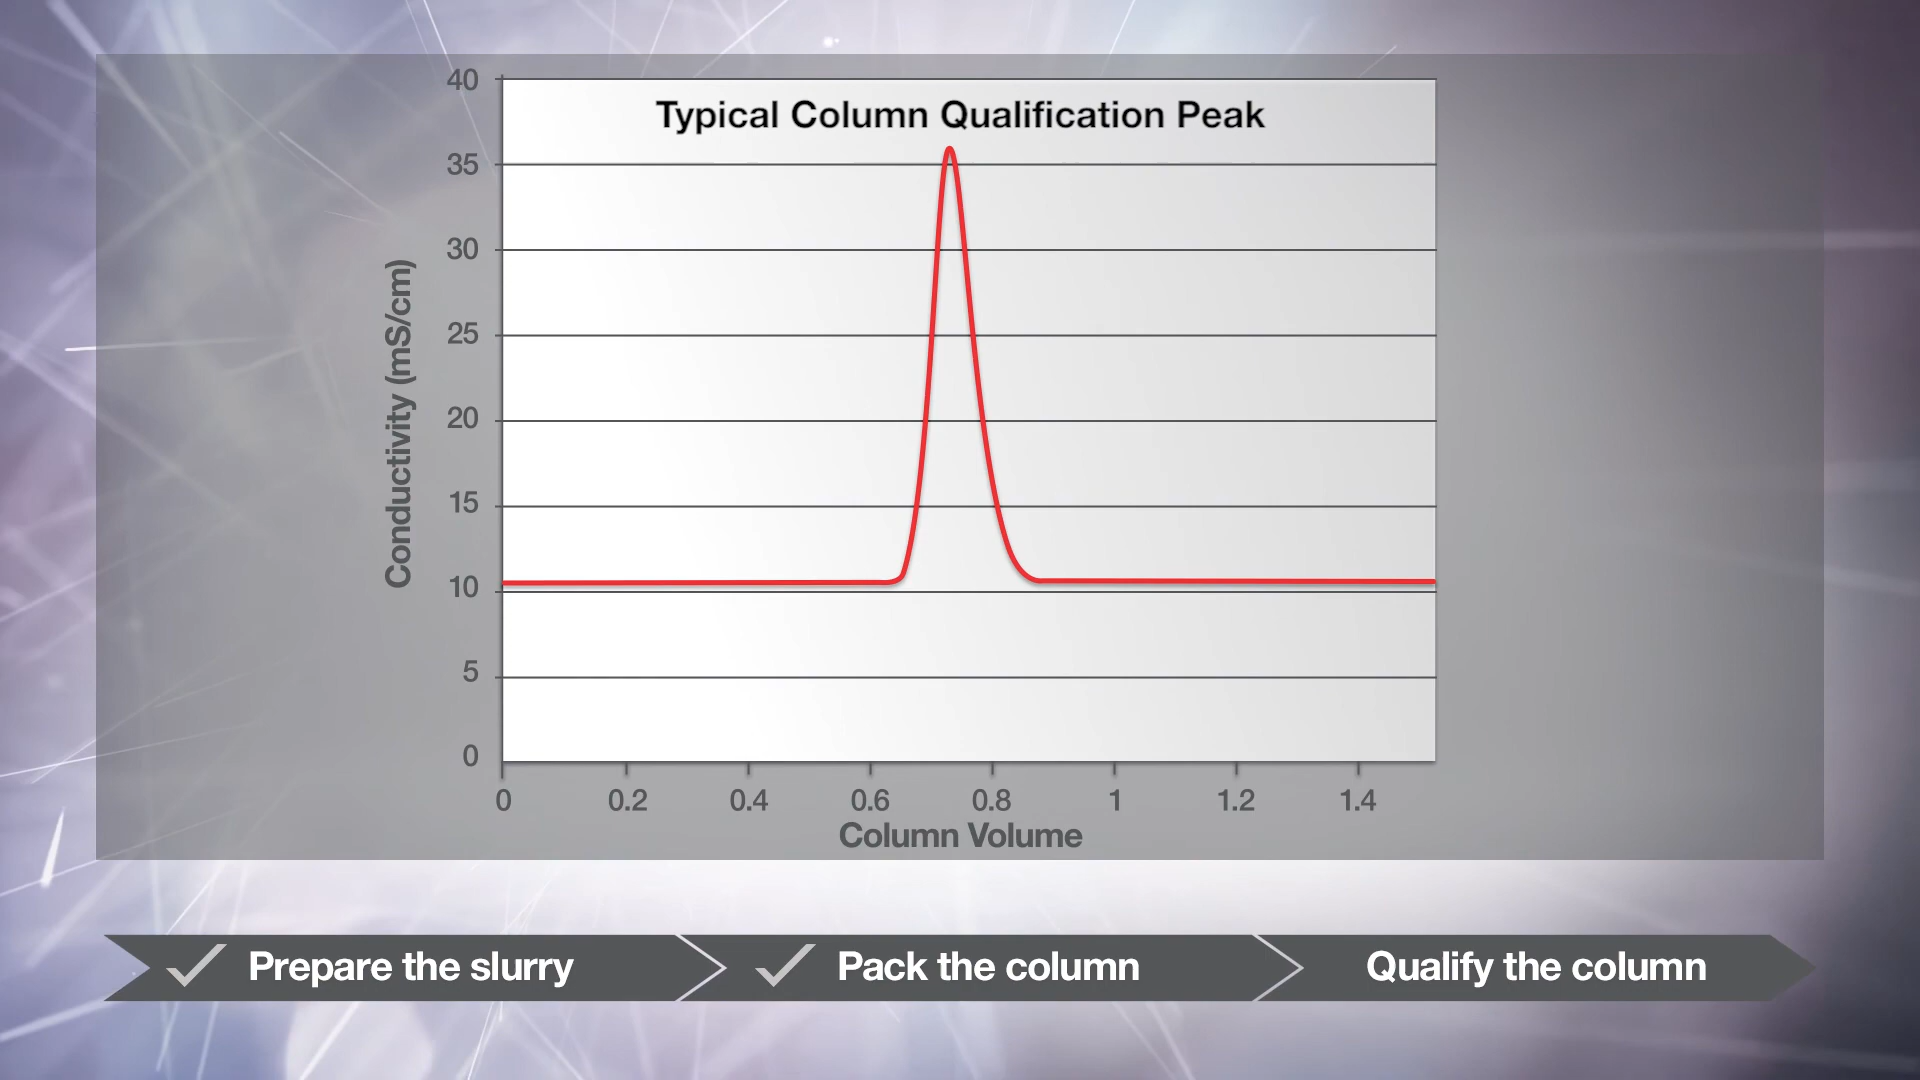 Typical Column Qualification Peak
Conductivity (mS/cm)
40
35
30
25
20
15
10
5
0
0 0.2 0.4 0.6 0.8 1 1.2 1.4
Column Volume
Prepare the slurry
Pack the column
Qualify the column